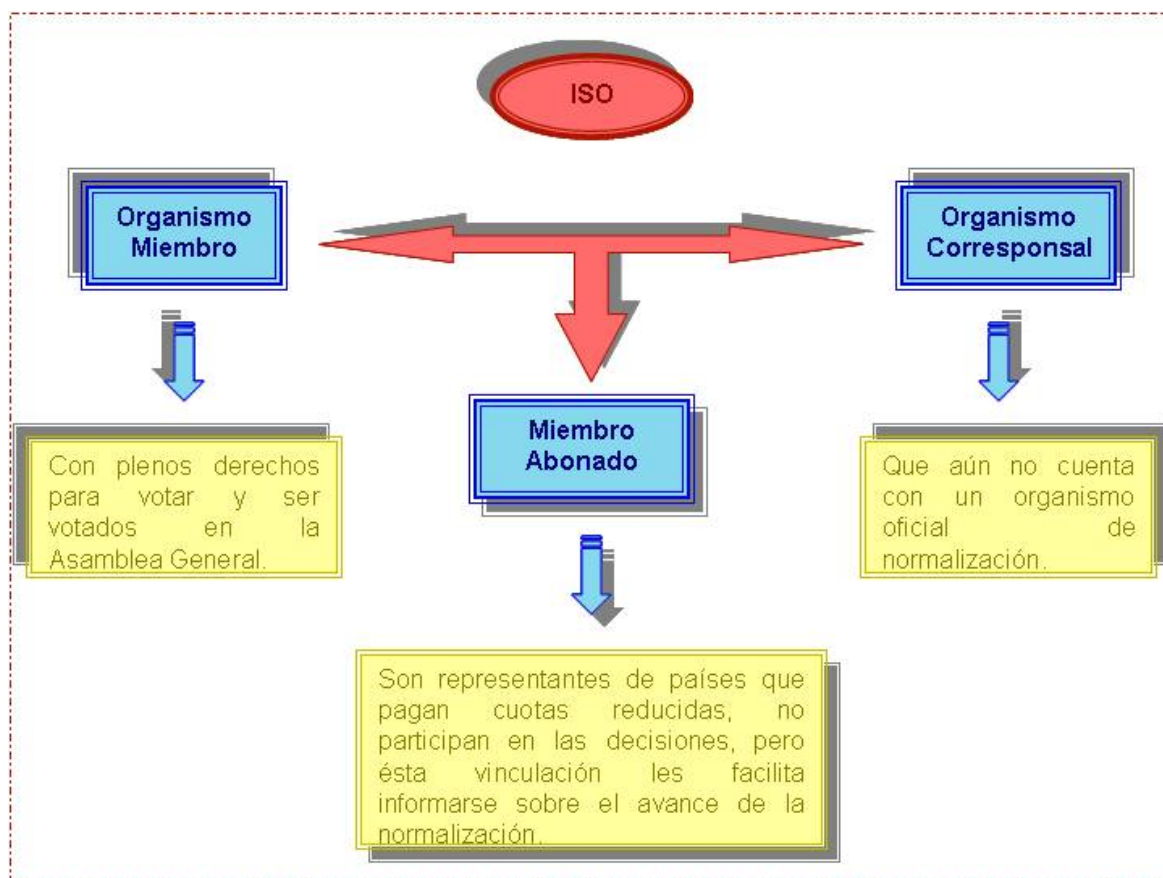 ISO
Organismo
Miembro
Organismo
Corresponsal
Con plenos derechos
para votar y ser
votados en la
Asamblea General.
Miembro
Abonado
Que aún no cuenta
con un organismo
oficial de
normalización.
Son representantes de países que
pagan cuotas reducidas, no
participan en las decisiones, pero
ésta vinculación les facilita
informarse sobre el avance de la
normalización.